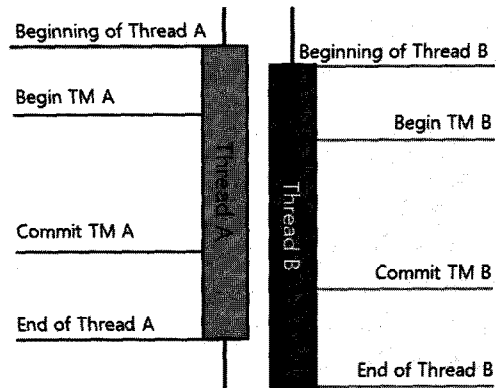 Beginning of Thread A
Begin TM A
Commit TM A
End of Thread A
Thread A
Thread B
Beginning of Thread B
Begin TM B
Commit TM B
End of Thread B